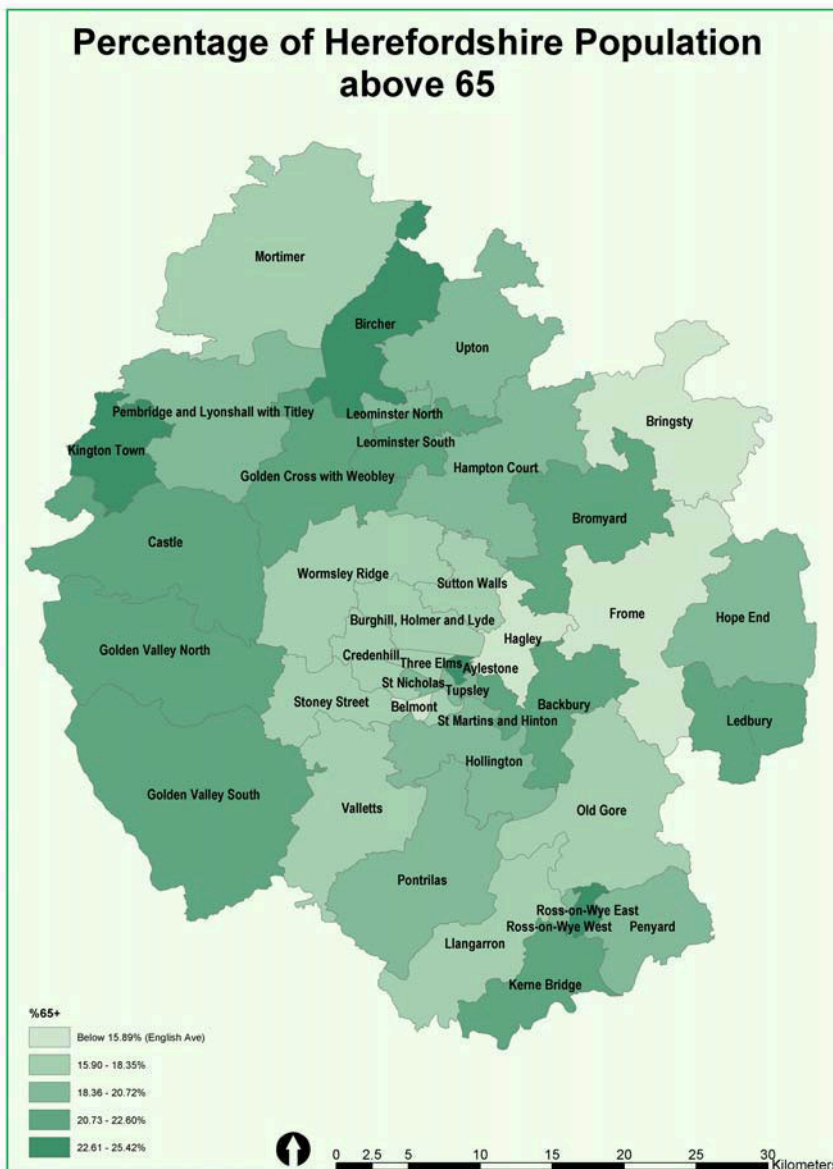 Percentage of Herefordshire Population
above 65
Mortimer
Bircher
Upton
Pembridge and Lyonshall with Titley
Leominster North
Bringsty
Kington Town
Leominster South
Golden Cross with Weobley
Hampton Court
Bromyard
Castle
Wormsley Ridge
Sutton Walls
Frome
Hope End
Burghill, Holmer and Lyde
Hagley
Golden Valley North
Credenhill
Three Elms
Aylestone
St Nicholas
Tupsley
Stoney Street
Belmont
Backbury
St Martins and Hinton
Ledbury
Hollington
Golden Valley South
Valletts
Old Gore
Pontrilas
Ross-on-Wye East
Ross-on-Wye West
Penyard
Llangarron
Kerne Bridge
%65+
Below 15.89% (English Ave)
15.90 - 18.35%
18.36 - 20.72%
20.73 - 22.60%
22.61 - 25.42%
0 2.5 5 10 15 20 25 30
Kilometers